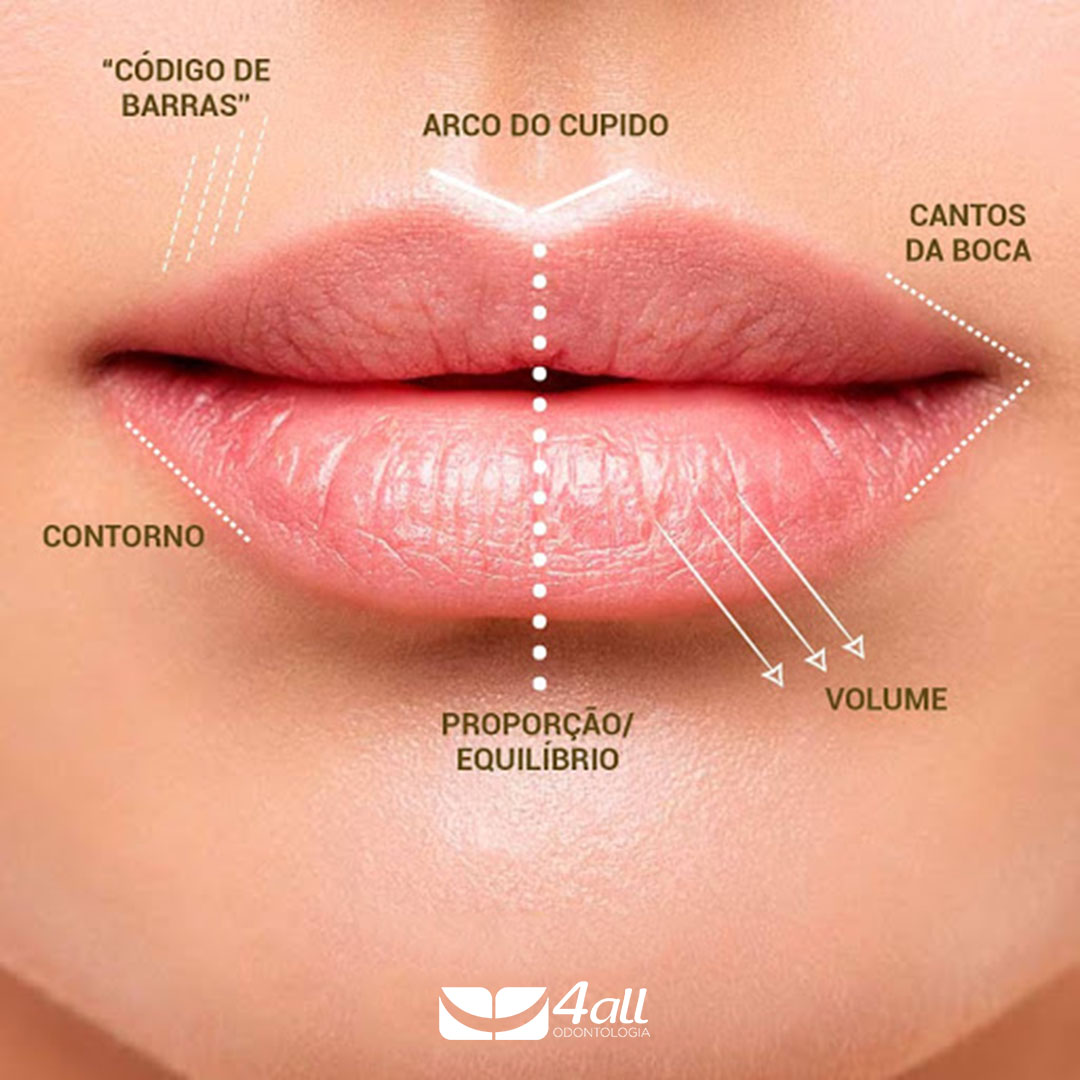 “CÓDIGO DE
BARRAS”
ARCO DO CUPIDO
CANTOS
DA BOCA
CONTORNO
VOLUME
PROPORÇÃO/
EQUILÍBRIO
4all
ODONTOLOGIA